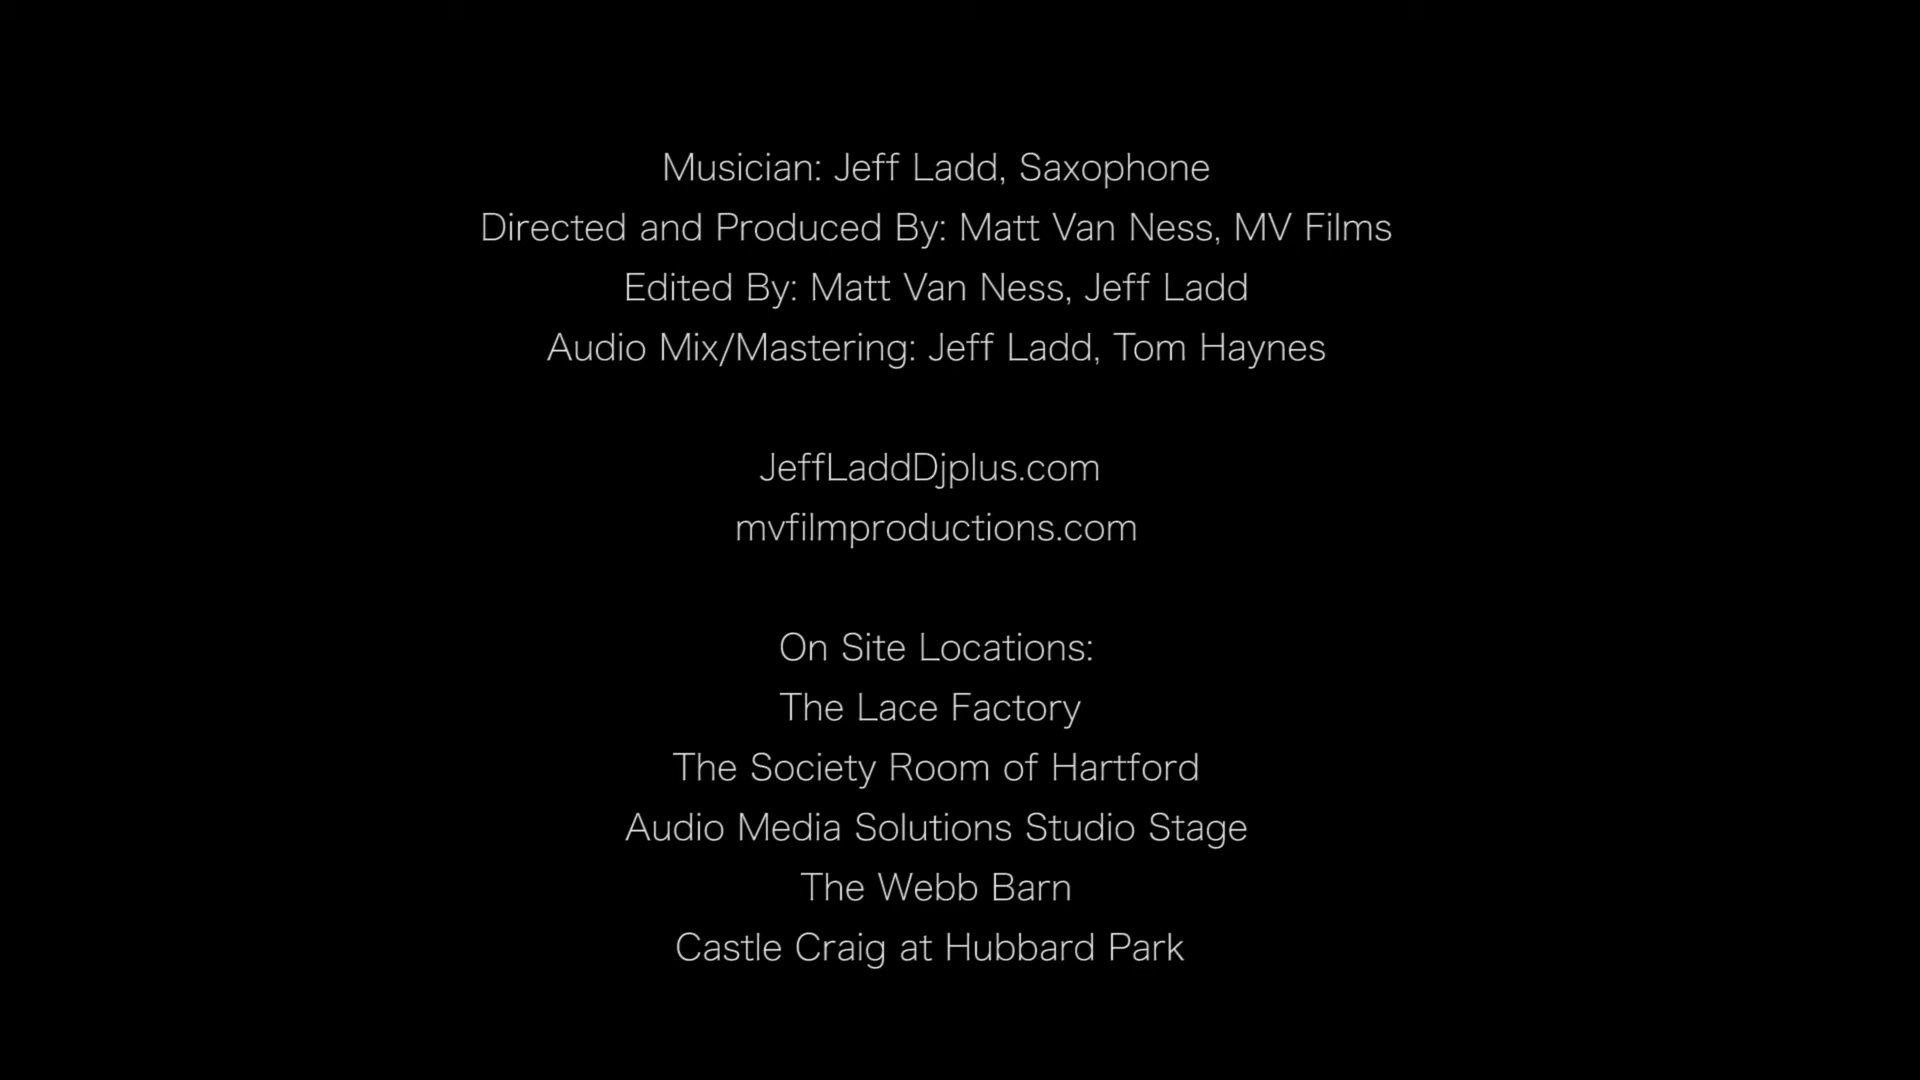 Musician: Jeff Ladd, Saxophone
Directed and Produced By: Matt Van Ness, MV Films
Edited By: Matt Van Ness, Jeff Ladd
Audio Mix/Mastering: Jeff Ladd, Tom Haynes
JeffLaddDjplus.com
mvfilmproductions.com
On Site Locations:
The Lace Factory
The Society Room of Hartford
Audio Media Solutions Studio Stage
The Webb Barn
Castle Craig at Hubbard Park